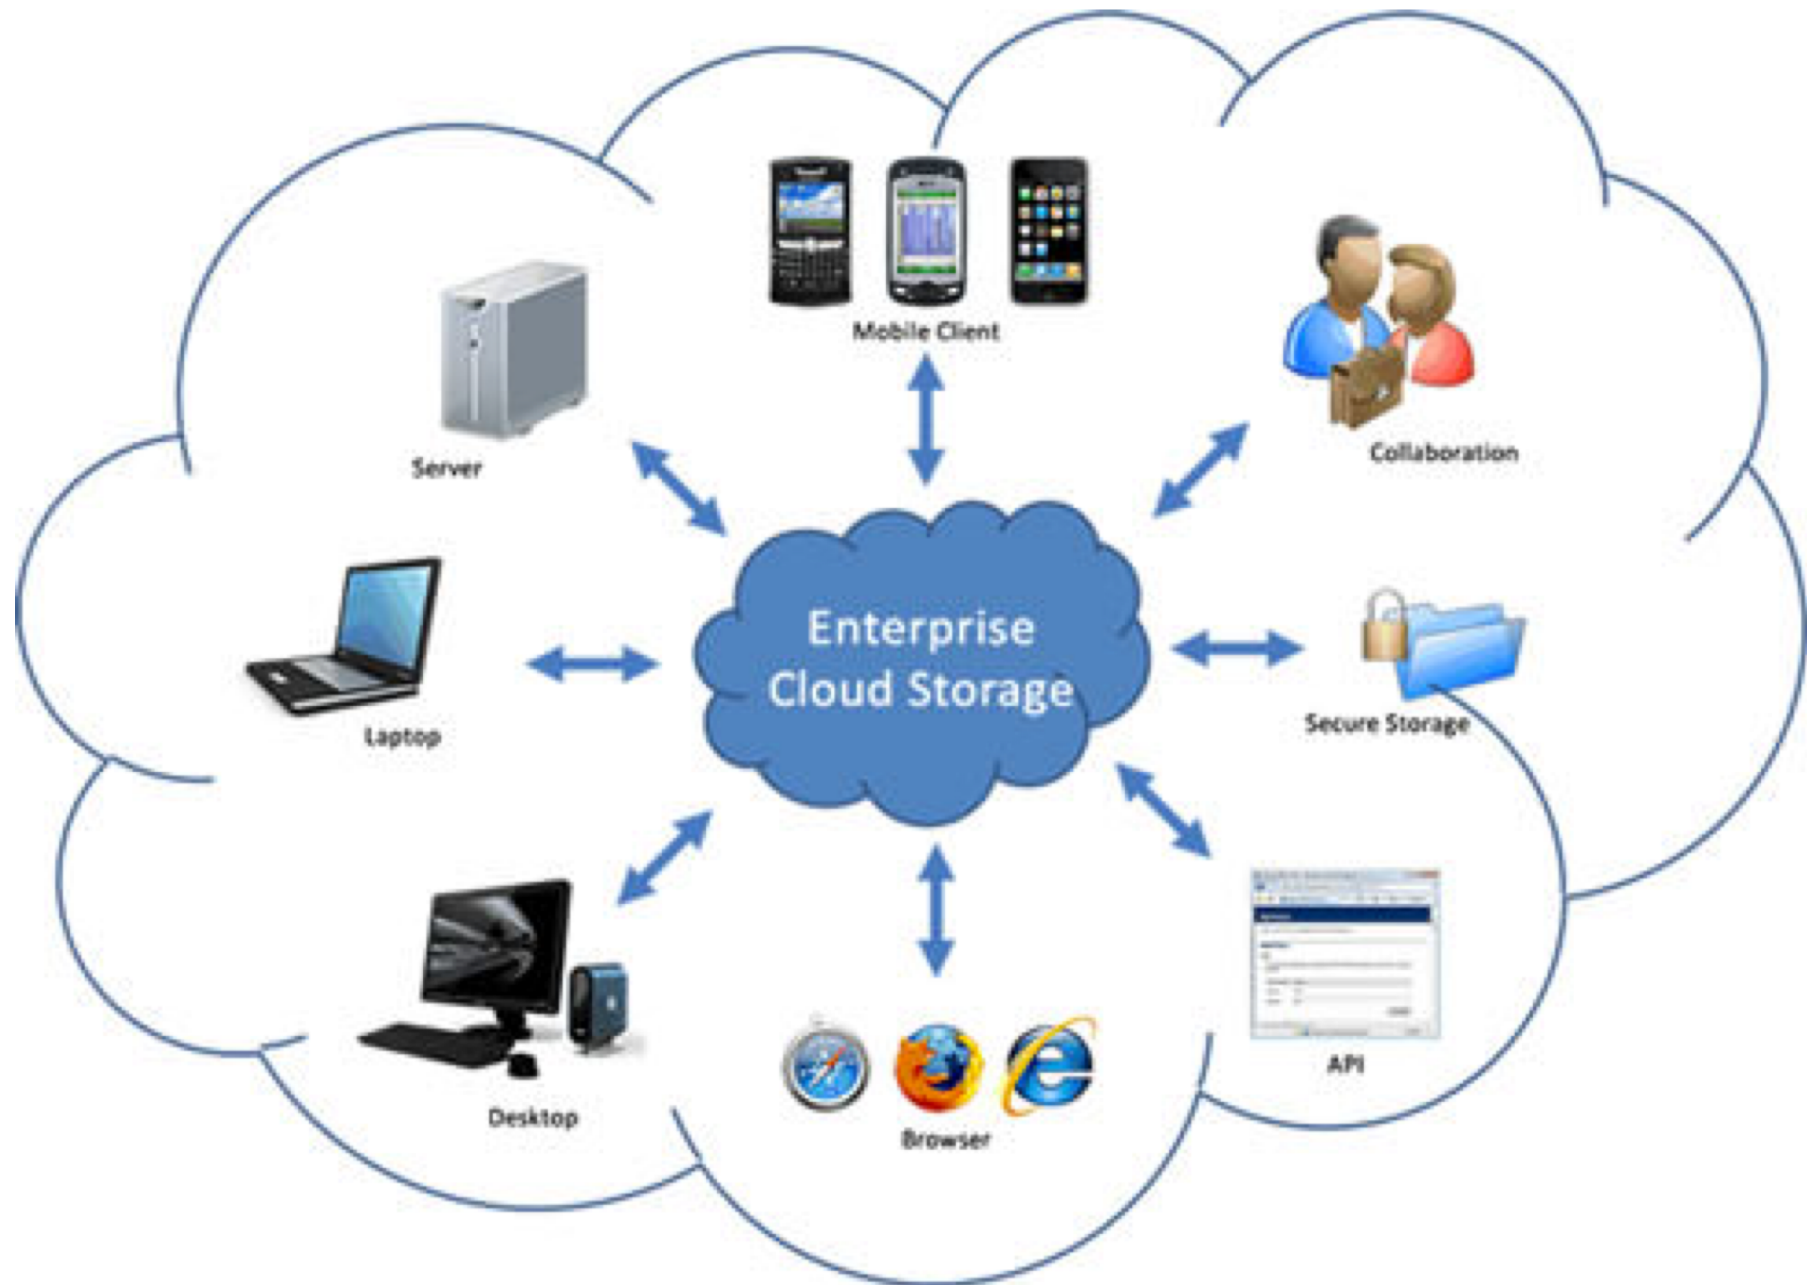 Mobile Client
Collaboration
Server
Enterprise
Cloud Storage
Secure Storage
Laptop
API
Desktop
Browser